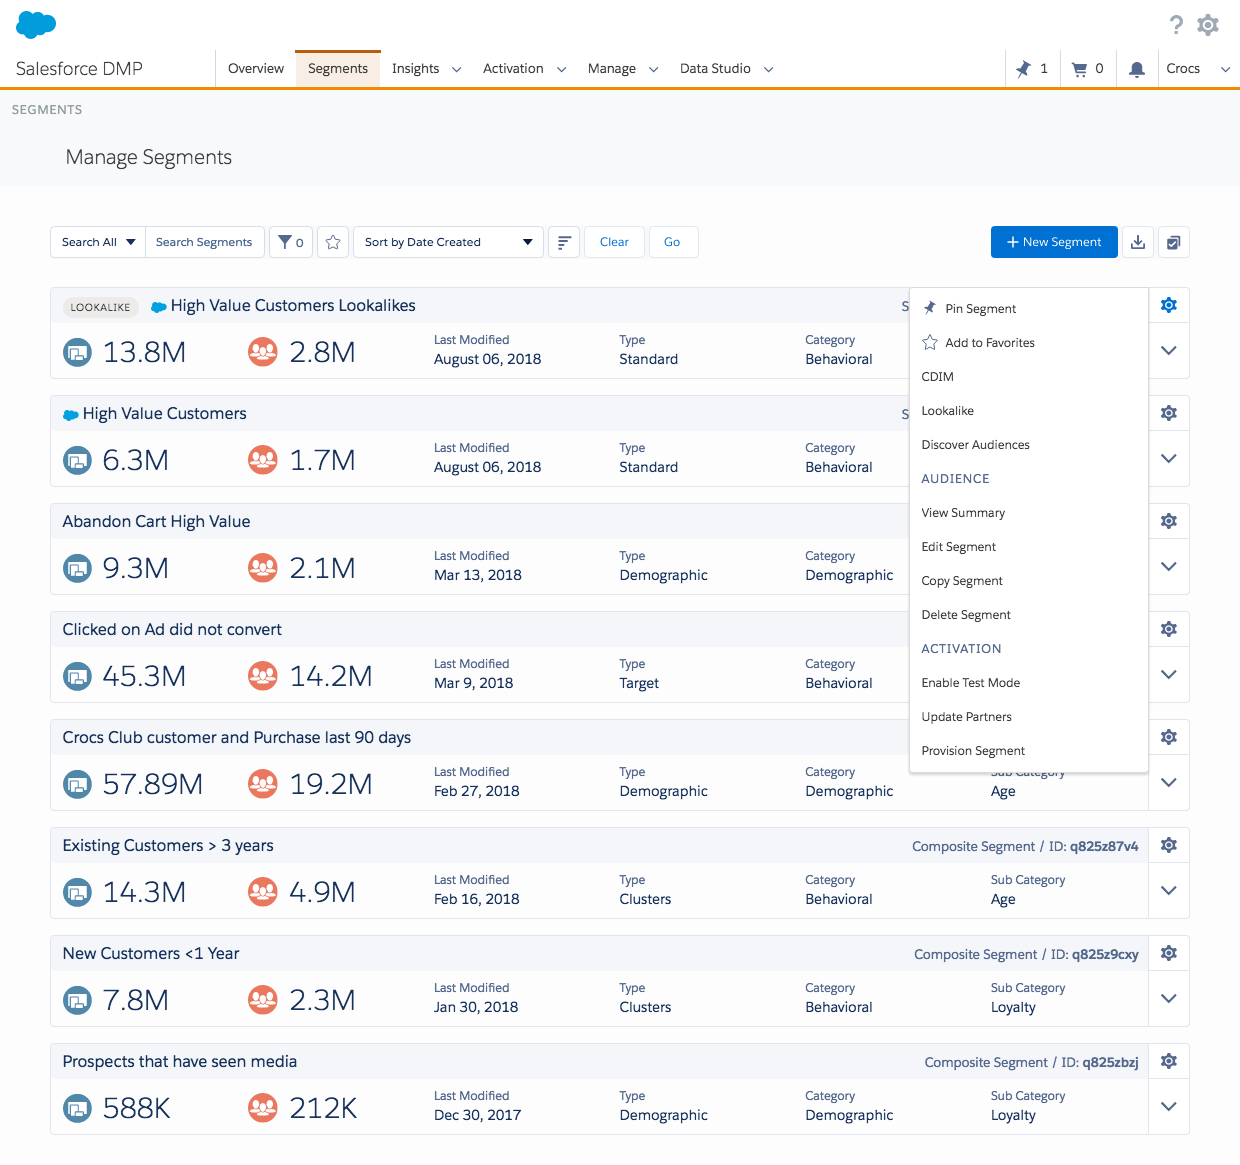 ?
Salesforce DMP
Overview
Segments
Insights
Activation
Manage
Data Studio
1
0
Crocs
SEGMENTS
Manage Segments
Search All
Search Segments
0
Sort by Date Created
Clear
Go
+ New Segment
LOOKALIKE
High Value Customers Lookalikes
S
13.8M
2.8M
Last Modified
August 06, 2018
Type
Standard
Category
Behavioral
High Value Customers
S
6.3M
1.7M
Last Modified
August 06, 2018
Type
Standard
Category
Behavioral
Abandon Cart High Value
9.3M
2.1M
Last Modified
Mar 13, 2018
Type
Demographic
Category
Demographic
Clicked on Ad did not convert
45.3M
14.2M
Last Modified
Mar 9, 2018
Type
Target
Category
Behavioral
Crocs Club customer and Purchase last 90 days
57.89M
19.2M
Last Modified
Feb 27, 2018
Type
Demographic
Category
Demographic
Sub Category
Age
Pin Segment
Add to Favorites
CDIM
Lookalike
Discover Audiences
AUDIENCE
View Summary
Edit Segment
Copy Segment
Delete Segment
ACTIVATION
Enable Test Mode
Update Partners
Provision Segment
Existing Customers > 3 years
Composite Segment / ID: q825z87v4
14.3M
4.9M
Last Modified
Feb 16, 2018
Type
Clusters
Category
Behavioral
Sub Category
Age
New Customers <1 Year
Composite Segment / ID: q825z9cxy
7.8M
2.3M
Last Modified
Jan 30, 2018
Type
Clusters
Category
Behavioral
Sub Category
Loyalty
Prospects that have seen media
Composite Segment / ID: q825zbzj
588K
212K
Last Modified
Dec 30, 2017
Type
Demographic
Category
Demographic
Sub Category
Loyalty